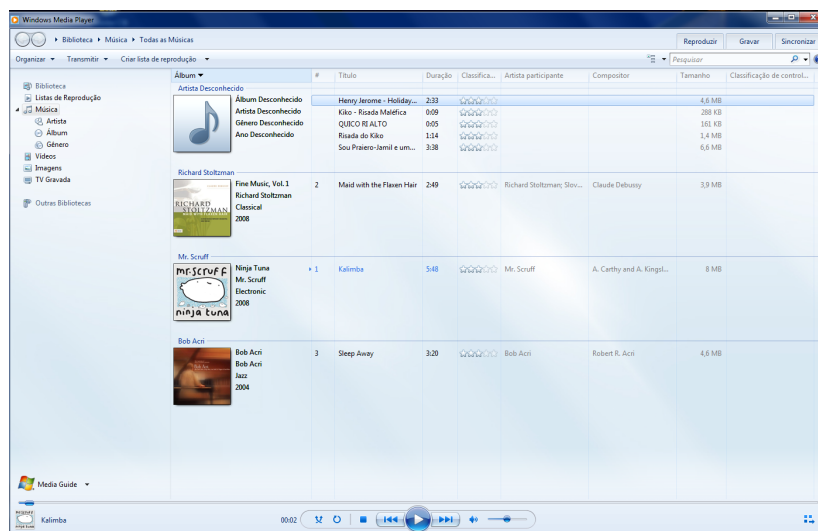 Windows Media Player
Biblioteca ▸ Música ▸ Todas as Músicas
Reproduzir Gravar Sincronizar
Organizar Transmitir Criar lista de reprodução Pesquisar
Álbum # Título Duração Classifica... Artista participante Compositor Tamanho Classificação de control...
Biblioteca
Listas de Reprodução
Música
Artista
Álbum
Gênero
Vídeos
Imagens
TV Gravada
Outras Bibliotecas
Artista Desconhecido
Álbum Desconhecido Henry Jerome - Holiday... 2:33 4,6 MB
Artista Desconhecido Kiko - Risada Maléfica 0:09 288 KB
Gênero Desconhecido QUICO RI ALTO 0:05 161 KB
Ano Desconhecido Risada do Kiko 1:14 1,4 MB
Sou Praiero-Jamil e um... 3:38 6,6 MB
Richard Stoltzman
Fine Music, Vol. 1 2 Maid with the Flaxen Hair 2:49 Richard Stoltzman; Slov... Claude Debussy 3,9 MB
Richard Stoltzman
Classical
2008
RICHARD
STOLTZMAN
Mr. Scruff
Ninja Tuna 1 Kalimba 5:48 Mr. Scruff A. Carthy and A. Kingsl... 8 MB
Mr. Scruff
Electronic
2008
mr.scruff
ninja tuna
Bob Acri
Bob Acri 3 Sleep Away 3:20 Bob Acri Robert R. Acri 4,6 MB
Bob Acri
Jazz
2004
Media Guide
Kalimba 00:02